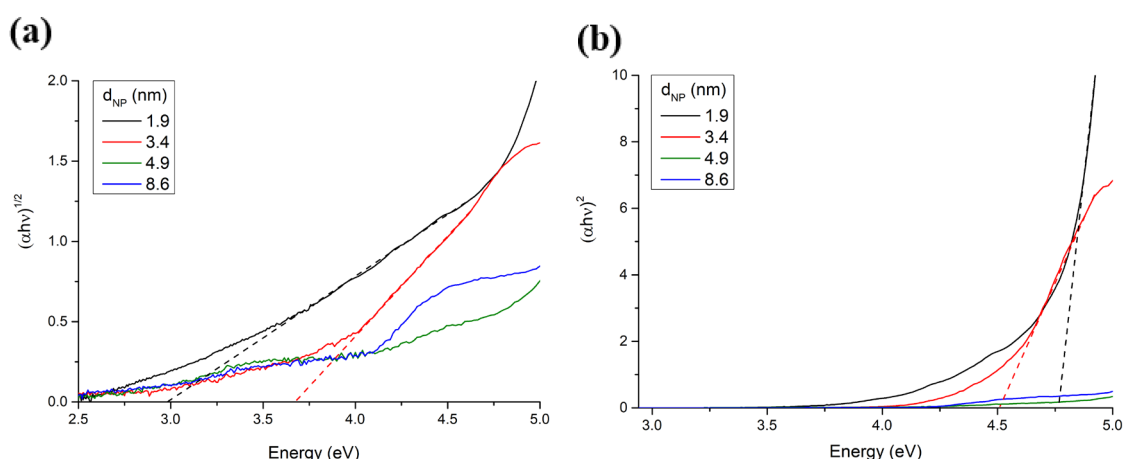 (a)
d_NP (nm)
1.9
3.4
4.9
8.6
2.0
1.5
1.0
0.5
0.0
(αhν)^1/2
2.5 3.0 3.5 4.0 4.5 5.0
Energy (eV)
(b)
d_NP (nm)
1.9
3.4
4.9
8.6
10
8
6
4
2
0
(αhν)^2
3.0 3.5 4.0 4.5 5.0
Energy (eV)